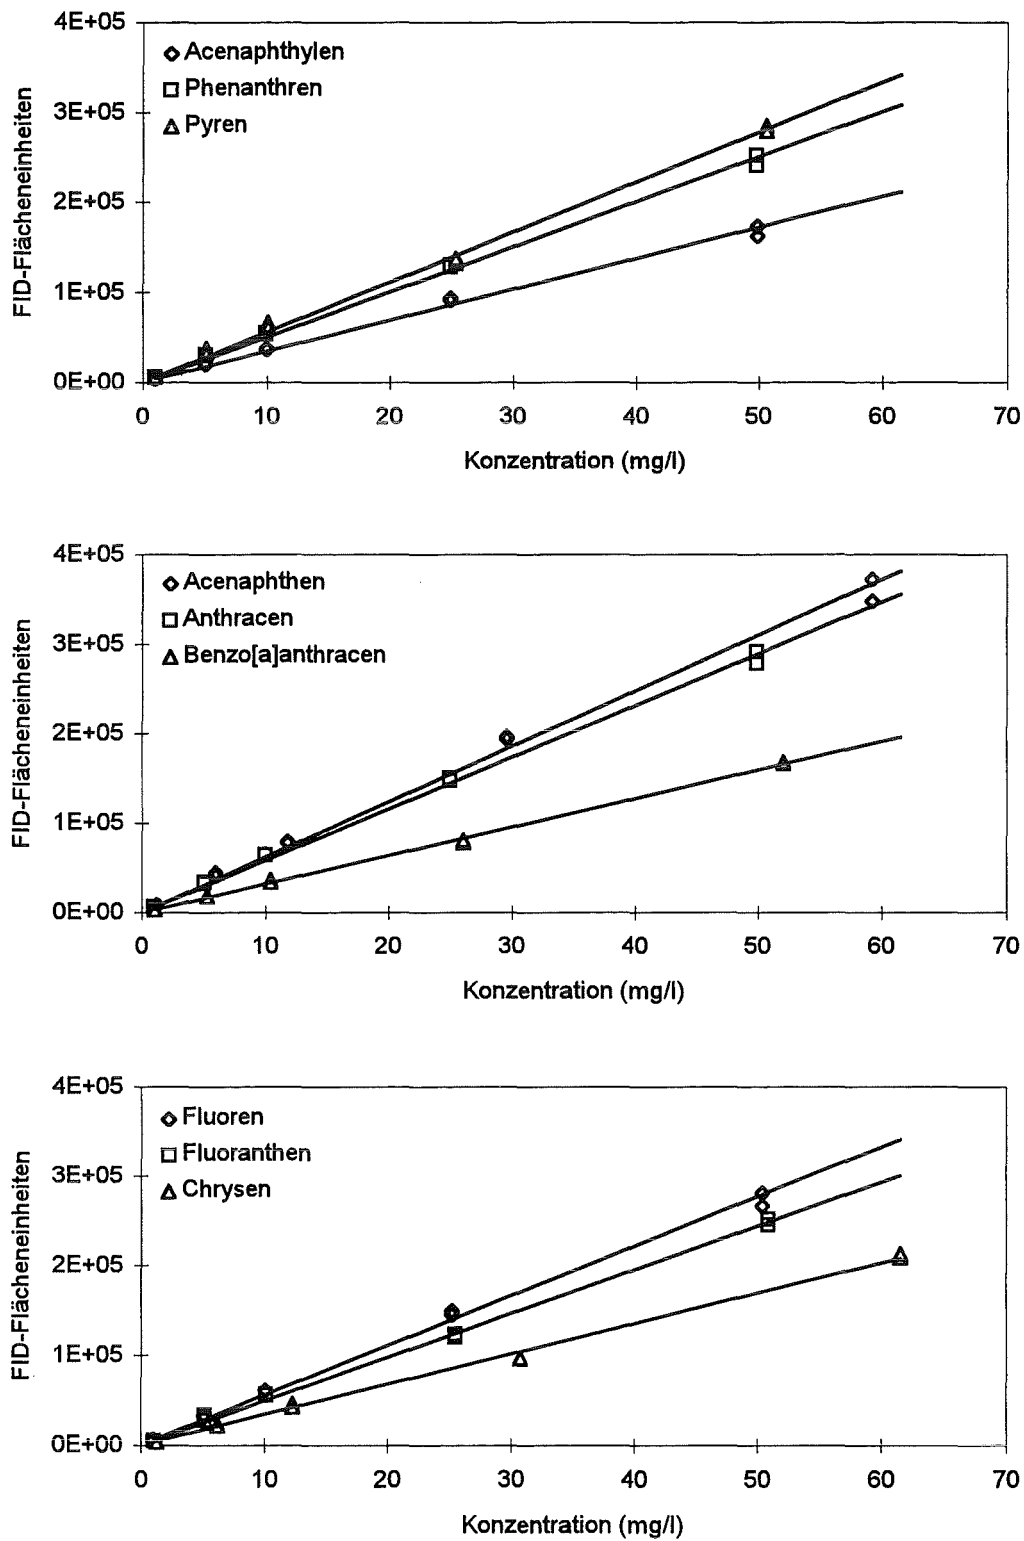 4E+05
Acenaphthylen
Phenanthren
3E+05
Pyren
2E+05
1E+05
0E+00
FID-Flächeneinheiten
0 10 20 30 40 50 60 70
Konzentration (mg/l)
4E+05
Acenaphthen
Anthracen
3E+05
Benzo[a]anthracen
2E+05
1E+05
0E+00
FID-Flächeneinheiten
0 10 20 30 40 50 60 70
Konzentration (mg/l)
4E+05
Fluoren
Fluoranthen
3E+05
Chrysen
2E+05
1E+05
0E+00
FID-Flächeneinheiten
0 10 20 30 40 50 60 70
Konzentration (mg/l)